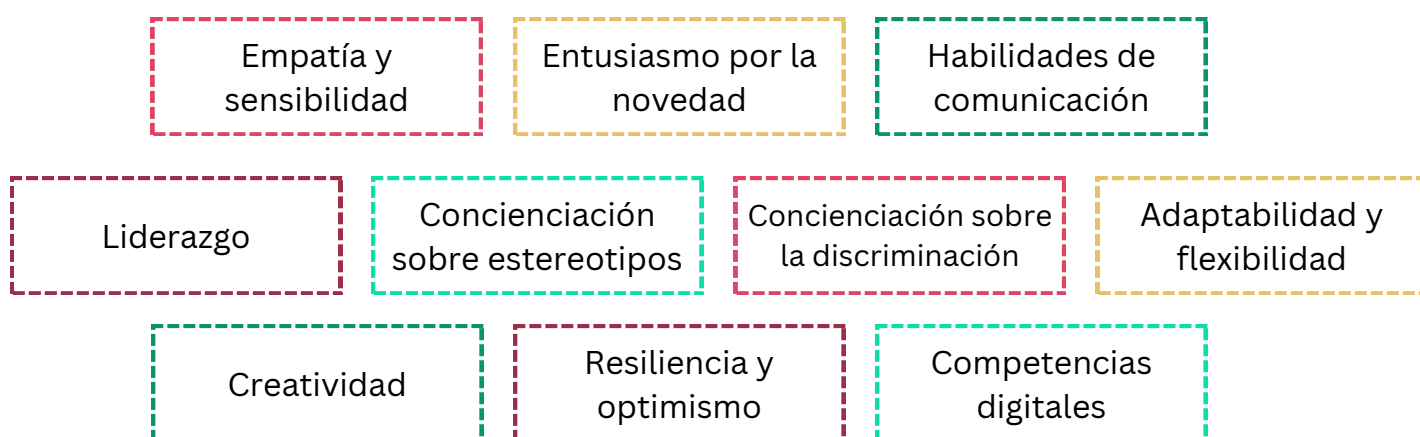 Empatía y
sensibilidad
Entusiasmo por la
novedad
Habilidades de
comunicación
Liderazgo
Concienciación
sobre estereotipos
Concienciación sobre
la discriminación
Adaptabilidad y
flexibilidad
Creatividad
Resiliencia y
optimismo
Competencias
digitales